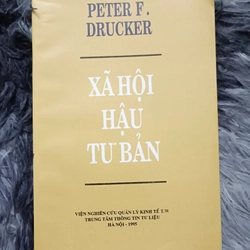 PETER F.
DRUCKER
XÃ HỘI
HẬU
TƯ BẢN
VIỆN NGHIÊN CỨU QUẢN LÝ KINH TẾ T.W
TRUNG TÂM THÔNG TIN TƯ LIỆU
HÀ NỘI - 1995